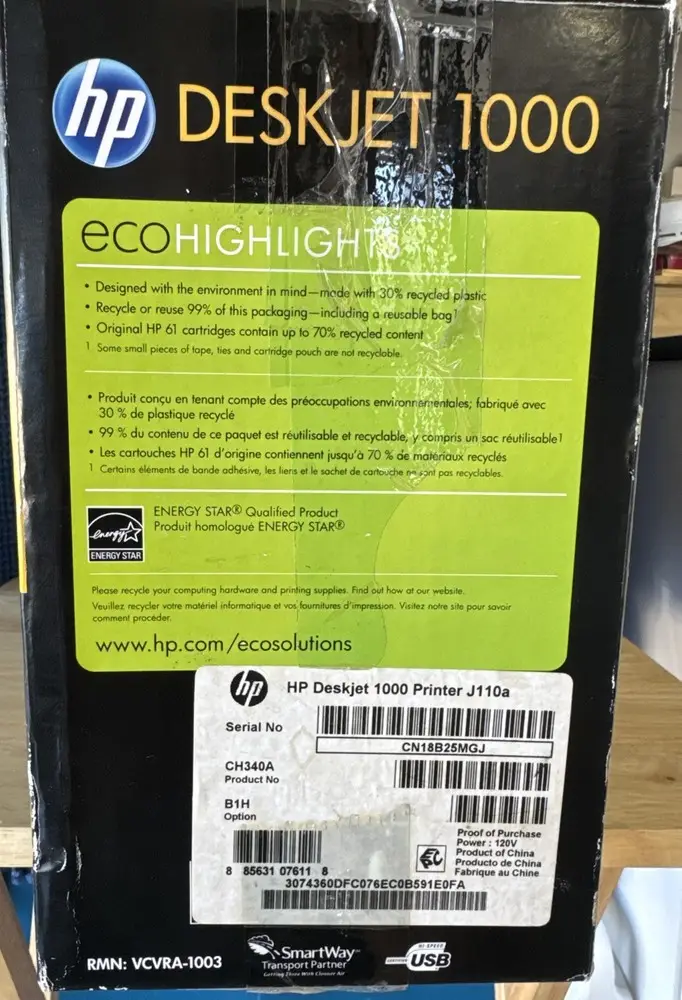 hp DESKJET 1000
ecoHIGHLIGHTS
• Designed with the environment in mind—made with 30% recycled plastic
• Recycle or reuse 99% of this packaging—including a reusable bag1
• Original HP 61 cartridges contain up to 70% recycled content
1 Some small pieces of tape, ties and cartridge pouch are not recyclable.
• Produit conçu en tenant compte des préoccupations environnementales; fabriqué avec
30 % de plastique recyclé
• 99 % du contenu de ce paquet est réutilisable et recyclable, y compris un sac réutilisable1
• Les cartouches HP 61 d'origine contiennent jusqu'à 70 % de matériaux recyclés
1 Certains éléments de bande adhésive, les liens et le sachet de cartouche ne sont pas recyclables.
energy
ENERGY STAR
ENERGY STAR® Qualified Product
Produit homologué ENERGY STAR®
Please recycle your computing hardware and printing supplies. Find out how at our website.
Veuillez recycler votre matériel informatique et vos fournitures d'impression. Visitez notre site pour savoir
comment procéder.
www.hp.com/ecosolutions
hp HP Deskjet 1000 Printer J110a
Serial No
CN18B25MGJ
CH340A
Product No
B1H
Option
8 85631 07611 8
Proof of Purchase
Power : 120V
Product of China
Producto de China
Fabrique au Chine
3074360DFC076EC0B591E0FA
RMN: VCVRA-1003
SmartWay
Transport Partner
Getting There With Cleaner Air
HI-SPEED
CERTIFIED USB